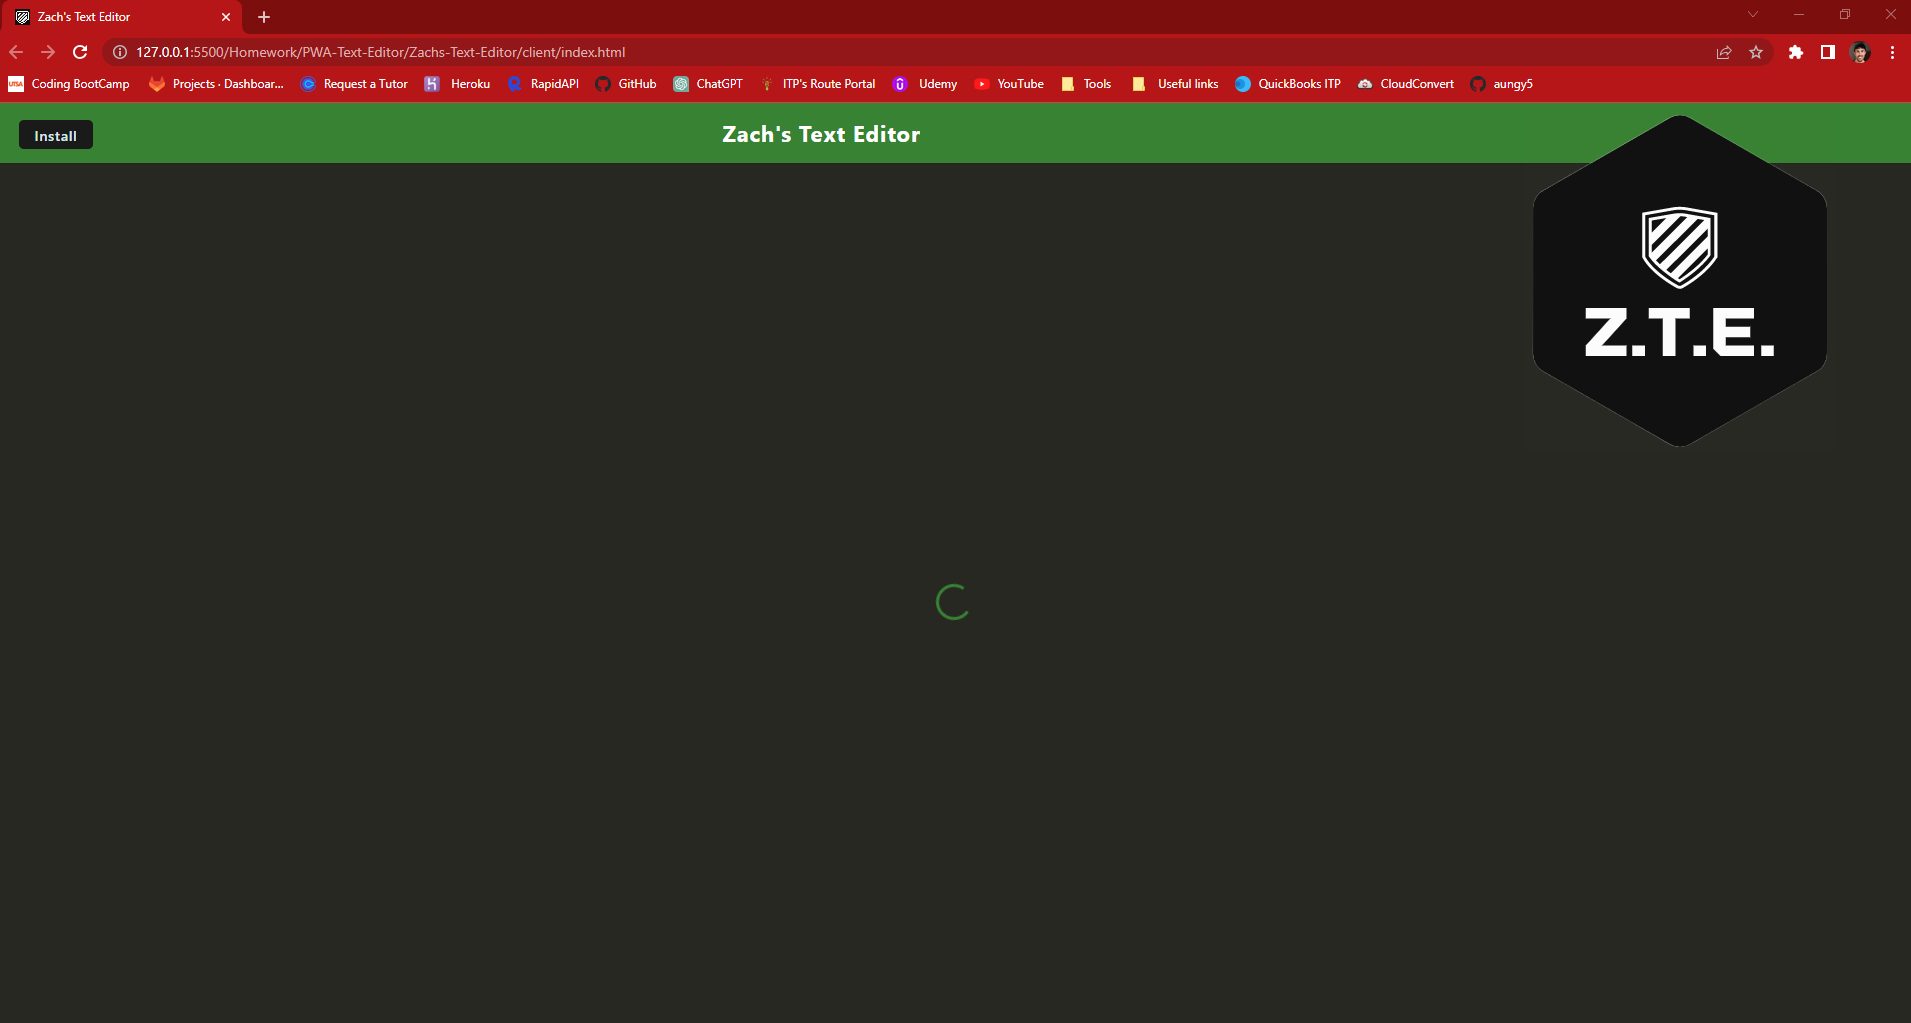 Zach's Text Editor
127.0.0.1:5500/Homework/PWA-Text-Editor/Zachs-Text-Editor/client/index.html
UTSA Coding BootCamp Projects · Dashboar... Request a Tutor Heroku RapidAPI GitHub ChatGPT ITP's Route Portal Udemy YouTube Tools Useful links QuickBooks ITP CloudConvert aungy5
Install Zach's Text Editor
Z.T.E.